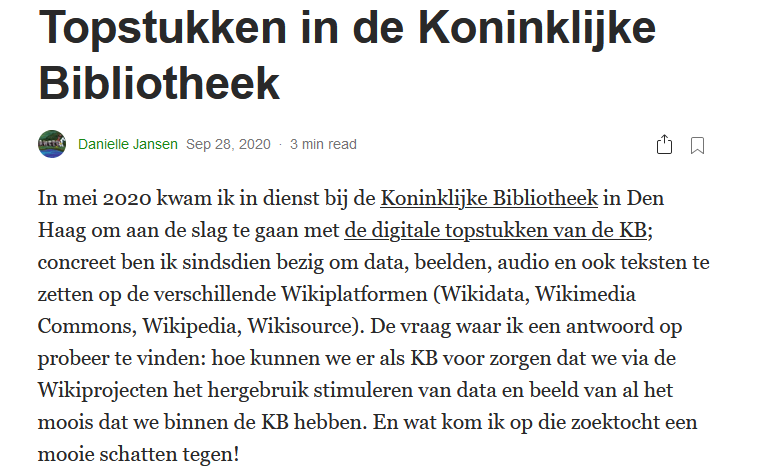 Topstukken in de Koninklijke
Bibliotheek
Danielle Jansen Sep 28, 2020 · 3 min read
In mei 2020 kwam ik in dienst bij de Koninklijke Bibliotheek in Den
Haag om aan de slag te gaan met de digitale topstukken van de KB;
concreet ben ik sindsdien bezig om data, beelden, audio en ook teksten te
zetten op de verschillende Wikiplatformen (Wikidata, Wikimedia
Commons, Wikipedia, Wikisource). De vraag waar ik een antwoord op
probeer te vinden: hoe kunnen we er als KB voor zorgen dat we via de
Wikiprojecten het hergebruik stimuleren van data en beeld van al het
moois dat we binnen de KB hebben. En wat kom ik op die zoektocht een
mooie schatten tegen!